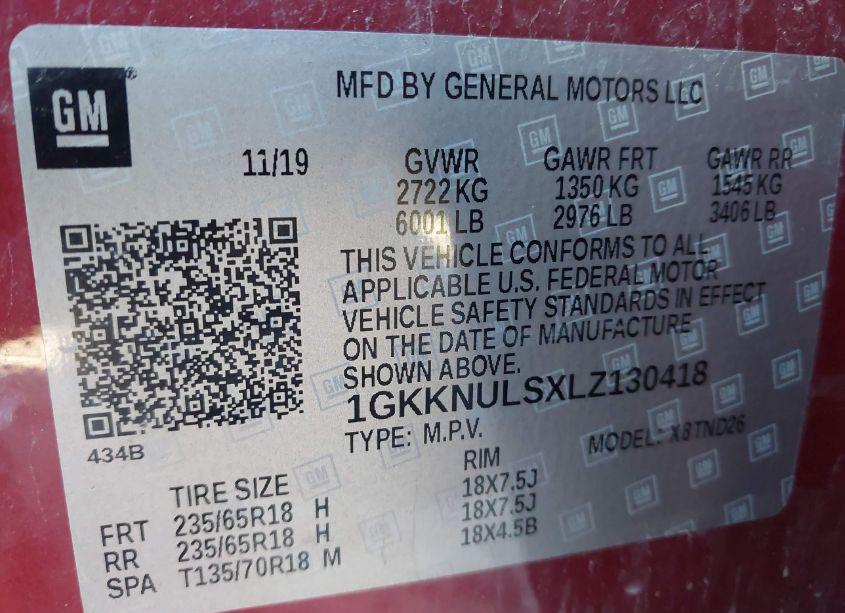 GM
MFD BY GENERAL MOTORS LLC
11/19 GVWR GAWR FRT GAWR RR
2722 KG 1350 KG 1545 KG
6001 LB 2976 LB 3406 LB
THIS VEHICLE CONFORMS TO ALL
APPLICABLE U.S. FEDERAL MOTOR
VEHICLE SAFETY STANDARDS IN EFFECT
ON THE DATE OF MANUFACTURE
SHOWN ABOVE.
1GKKNULSXLZ130418
434B
TYPE: M.P.V. MODEL: X8TND26
TIRE SIZE RIM
FRT 235/65R18 H 18X7.5J
RR 235/65R18 H 18X7.5J
SPA T135/70R18 M 18X4.5B